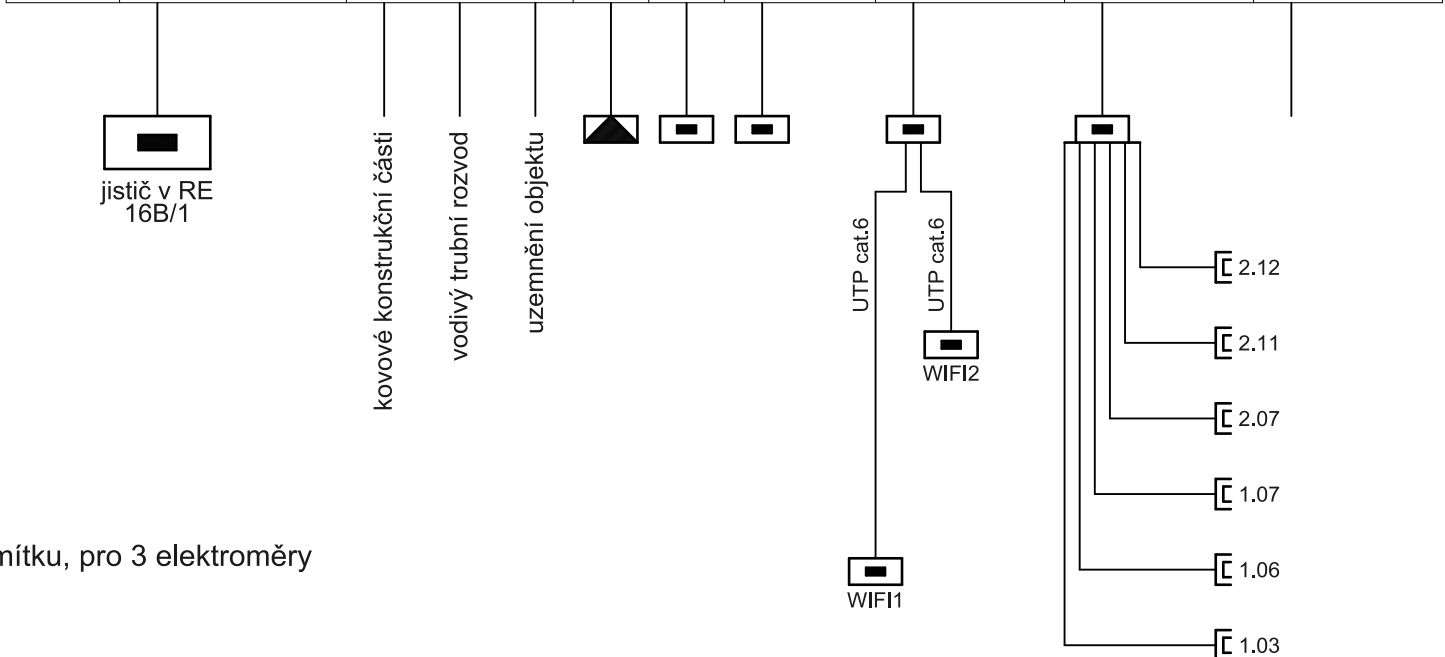 jistič v RE
16B/1
kovové konstrukční části
vodivý trubní rozvod
uzemnění objektu
UTP cat.6
UTP cat.6
WIFI2
WIFI1
2.12
2.11
2.07
1.07
1.06
1.03
mítku, pro 3 elektroměry